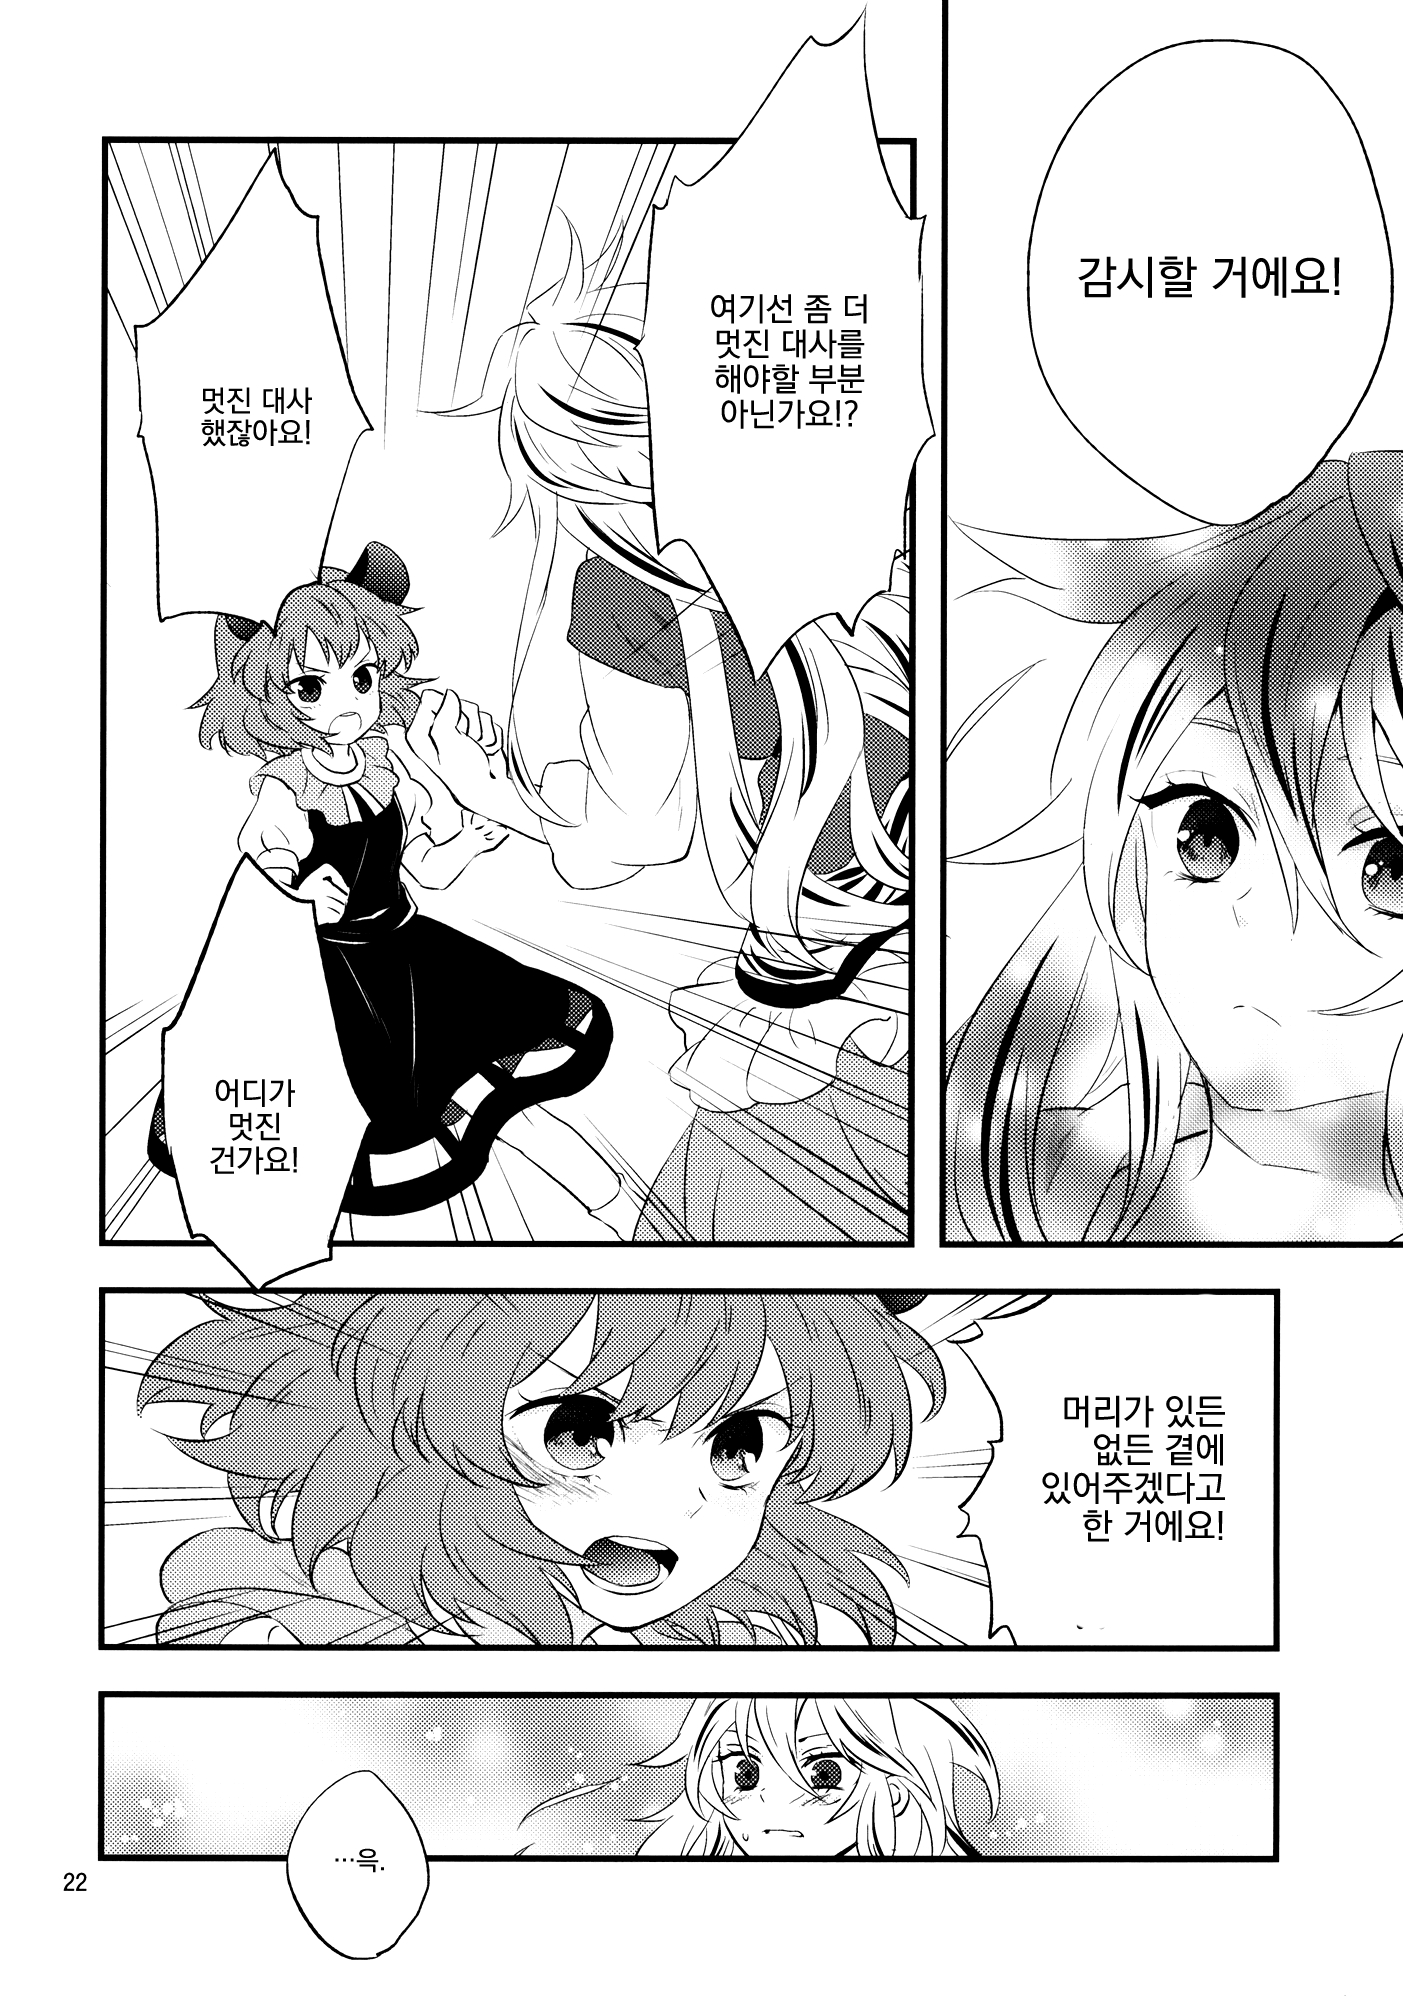 감시할 거에요!
여기선 좀 더
멋진 대사를
해야할 부분
아닌가요!?
멋진 대사
했잖아요!
어디가
멋진
건가요!
머리가 있든
없든 곁에
있어주겠다고
한 거에요!
…윽.
22